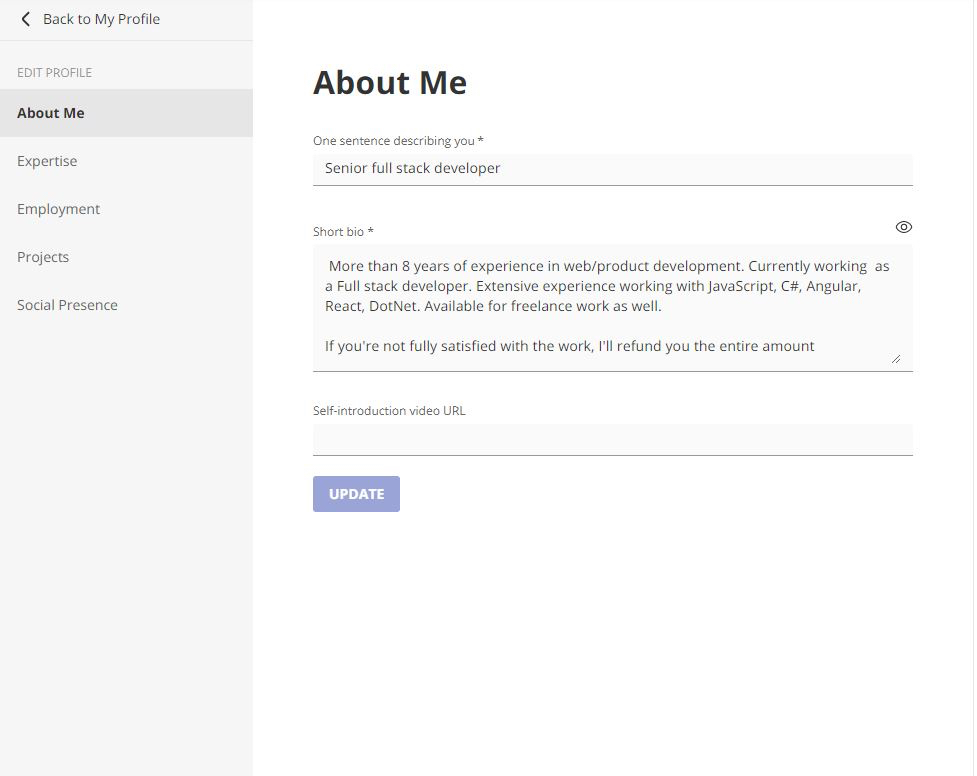 Back to My Profile
EDIT PROFILE
About Me
Expertise
Employment
Projects
Social Presence
About Me
One sentence describing you *
Senior full stack developer
Short bio *
More than 8 years of experience in web/product development. Currently working  as
a Full stack developer. Extensive experience working with JavaScript, C#, Angular,
React, DotNet. Available for freelance work as well.
If you're not fully satisfied with the work, I'll refund you the entire amount
Self-introduction video URL
UPDATE